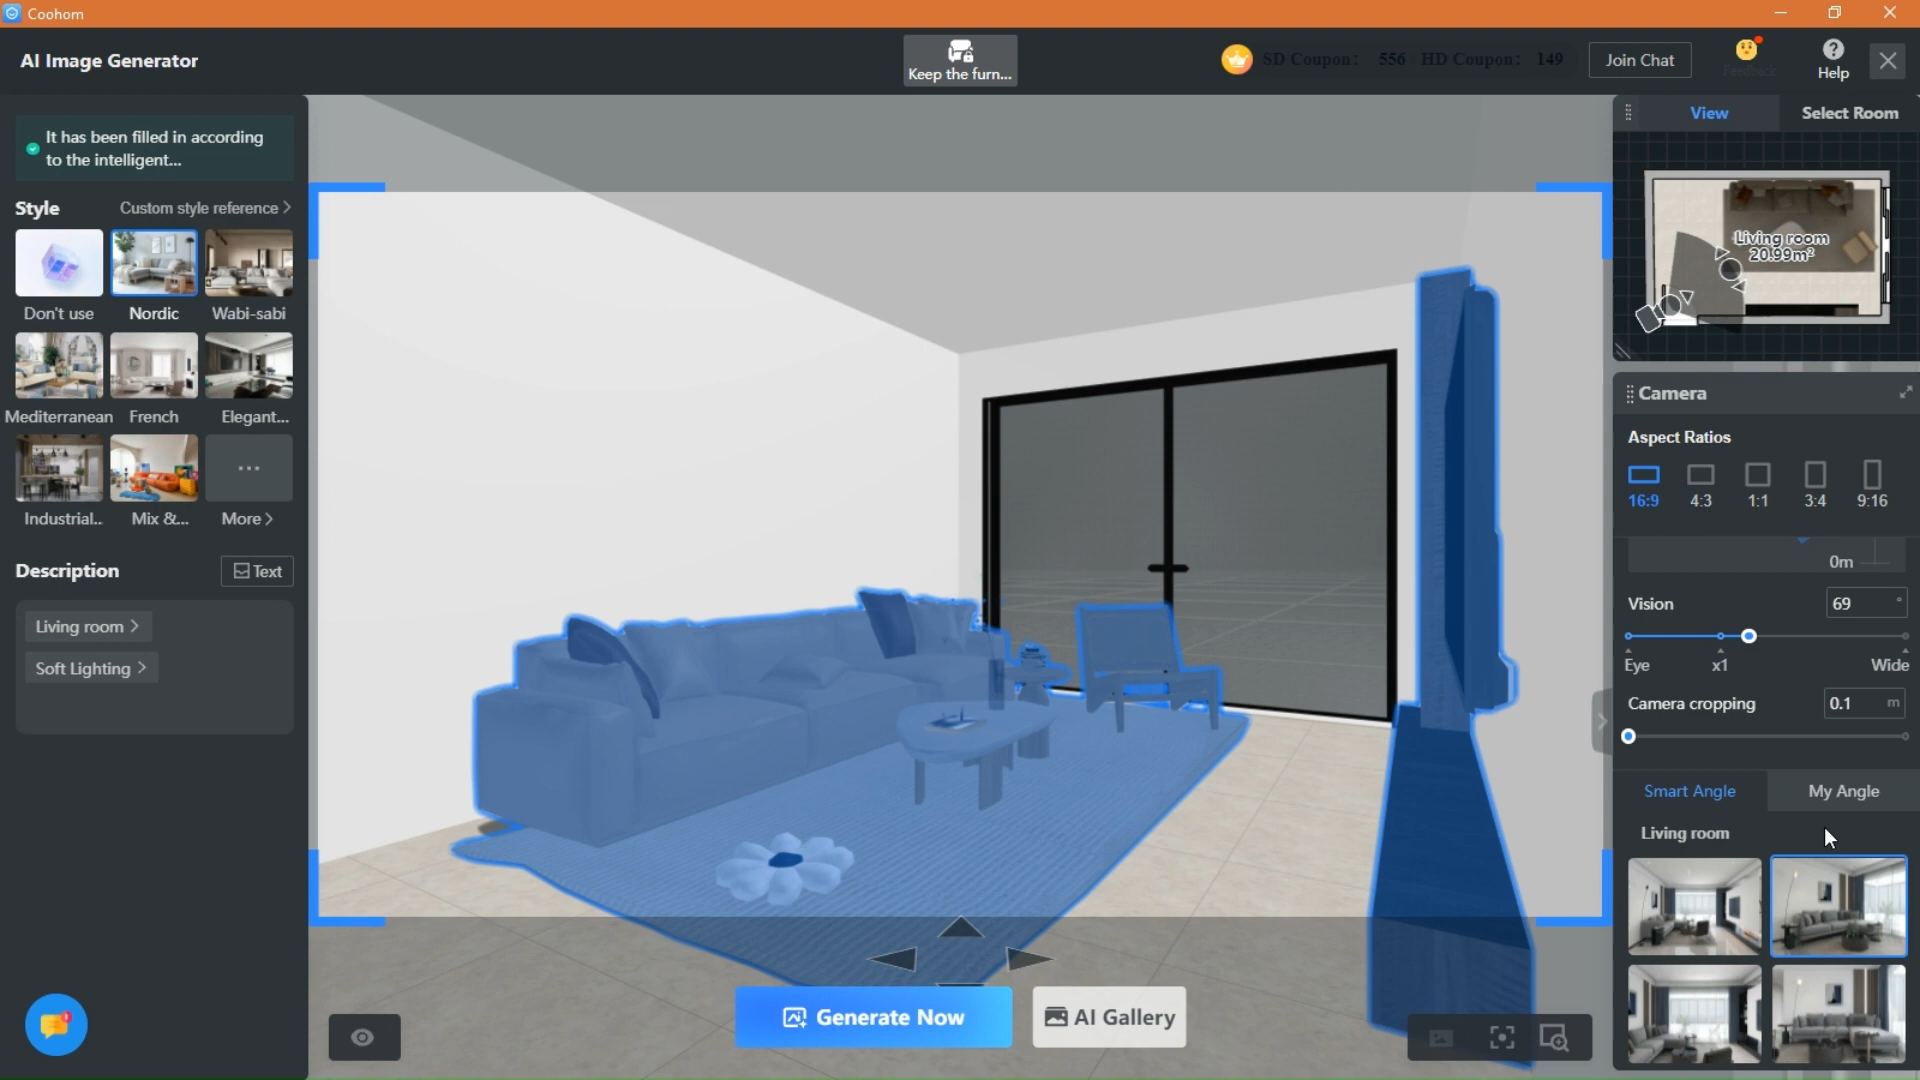 Coohom
AI Image Generator
Keep the furn...
SD Coupon: 556 HD Coupon: 149
Join Chat
Feedback
Help
It has been filled in according
to the intelligent...
Style
Custom style reference >
Don't use
Nordic
Wabi-sabi
Mediterranean
French
Elegant...
Industrial..
Mix &...
More >
Description
Text
Living room >
Soft Lighting >
Generate Now
AI Gallery
View
Select Room
Living room
20.99m²
Camera
Aspect Ratios
16:9
4:3
1:1
3:4
9:16
0m
Vision
69 °
Eye
x1
Wide
Camera cropping
0.1 m
Smart Angle
My Angle
Living room